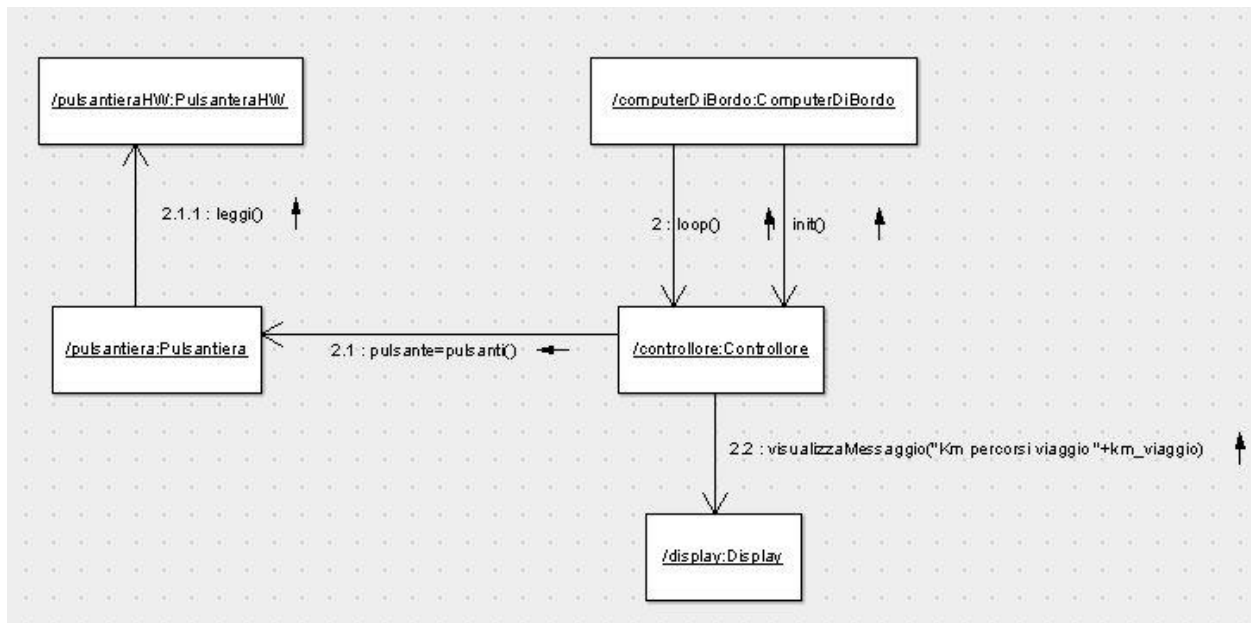 /pulsantieraHW:PulsanteraHW
/computerDiBordo:ComputerDiBordo
2.1.1 : leggi()
2 : loop()
init()
/pulsantiera:Pulsantiera
2.1 : pulsante=pulsanti()
/controllore:Controllore
2.2 : visualizzaMessaggio("Km percorsi viaggio "+km_viaggio)
/display:Display